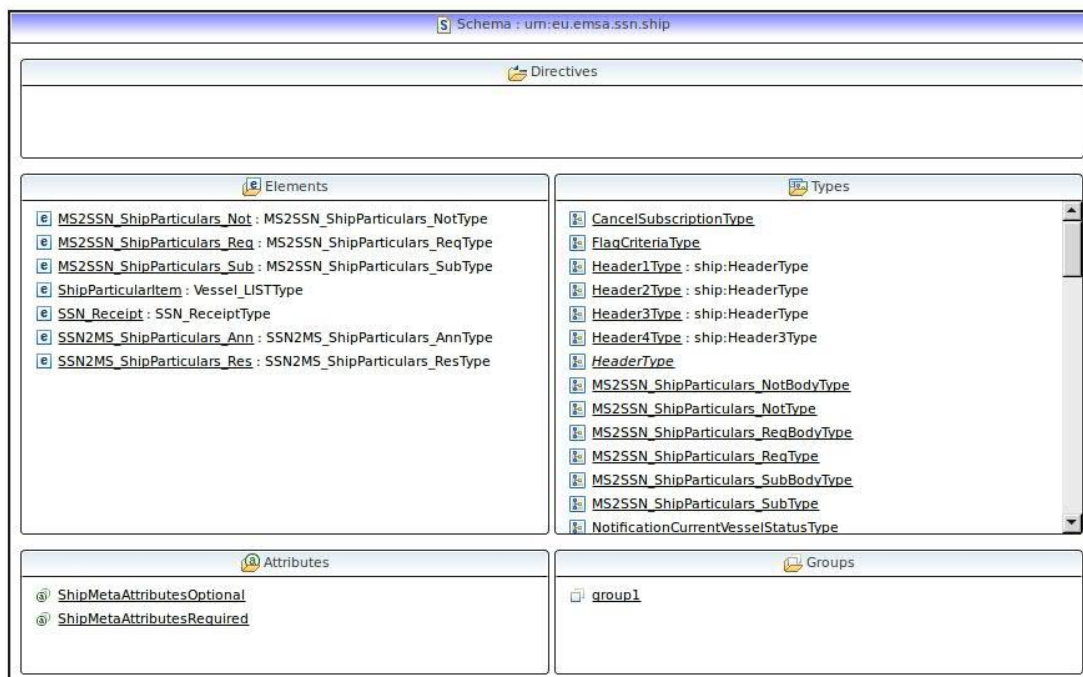 Schema : urn:eu.emsa.ssn.ship
Directives
Elements
MS2SSN_ShipParticulars_Not : MS2SSN_ShipParticulars_NotType
MS2SSN_ShipParticulars_Req : MS2SSN_ShipParticulars_ReqType
MS2SSN_ShipParticulars_Sub : MS2SSN_ShipParticulars_SubType
ShipParticularItem : Vessel_LISTType
SSN_Receipt : SSN_ReceiptType
SSN2MS_ShipParticulars_Ann : SSN2MS_ShipParticulars_AnnType
SSN2MS_ShipParticulars_Res : SSN2MS_ShipParticulars_ResType
Types
CancelSubscriptionType
FlagCriteriaType
Header1Type : ship:HeaderType
Header2Type : ship:HeaderType
Header3Type : ship:HeaderType
Header4Type : ship:Header3Type
HeaderType
MS2SSN_ShipParticulars_NotBodyType
MS2SSN_ShipParticulars_NotType
MS2SSN_ShipParticulars_ReqBodyType
MS2SSN_ShipParticulars_ReqType
MS2SSN_ShipParticulars_SubBodyType
MS2SSN_ShipParticulars_SubType
NotificationCurrentVesselStatusType
Attributes
ShipMetaAttributesOptional
ShipMetaAttributesRequired
Groups
group1